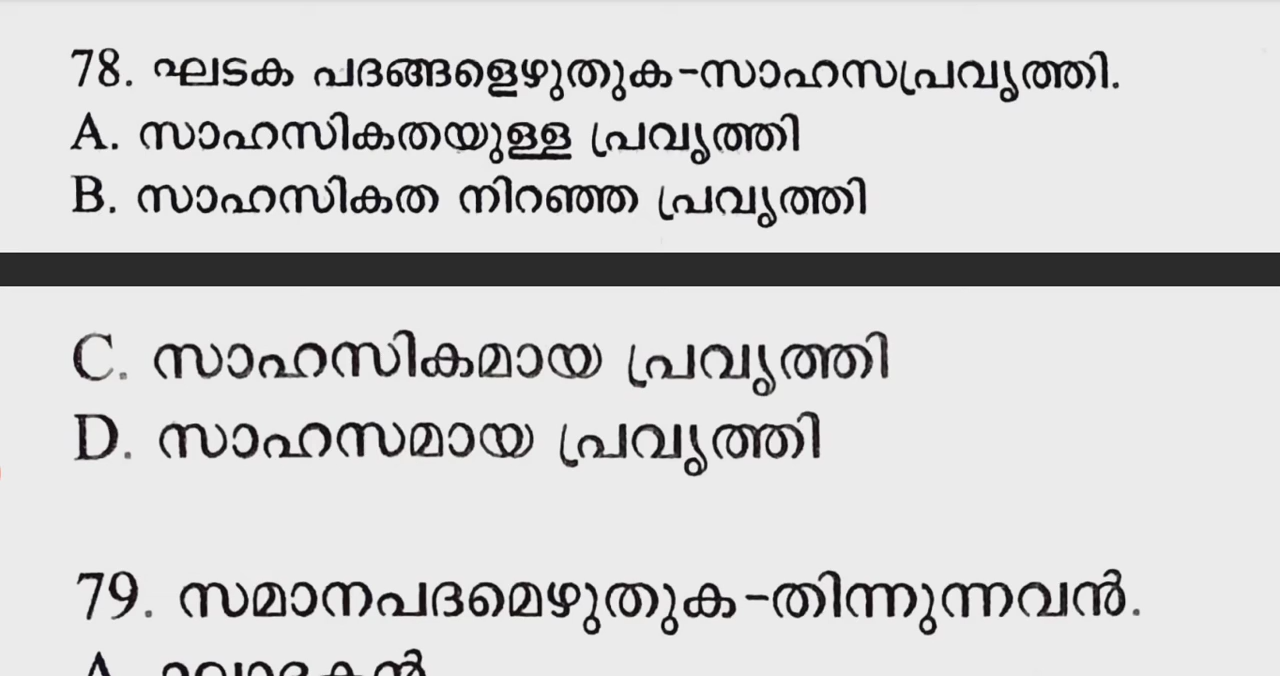 78. ഘടക പദങ്ങളെഴുതുക-സാഹസപ്രവൃത്തി.
A. സാഹസികതയുള്ള പ്രവൃത്തി
B. സാഹസികത നിറഞ്ഞ പ്രവൃത്തി
C. സാഹസികമായ പ്രവൃത്തി
D. സാഹസമായ പ്രവൃത്തി
79. സമാനപദമെഴുതുക-തിന്നുന്നവൻ.
A.